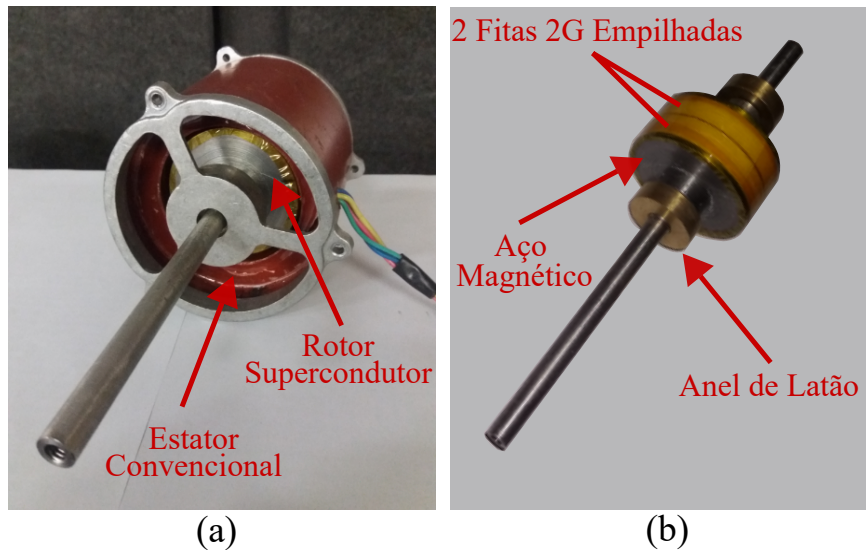 Rotor
Supercondutor
Estator
Convencional
(a)
2 Fitas 2G Empilhadas
Aço
Magnético
Anel de Latão
(b)